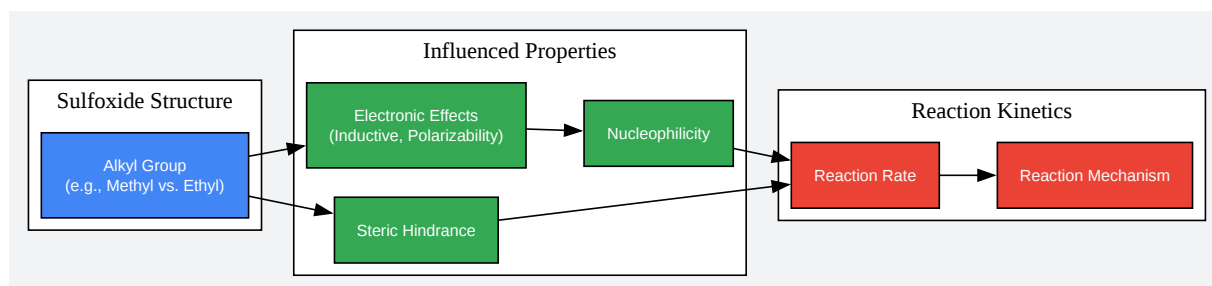 Sulfoxide Structure
Alkyl Group
(e.g., Methyl vs. Ethyl)
Influenced Properties
Electronic Effects
(Inductive, Polarizability)
Nucleophilicity
Steric Hindrance
Reaction Kinetics
Reaction Rate
Reaction Mechanism